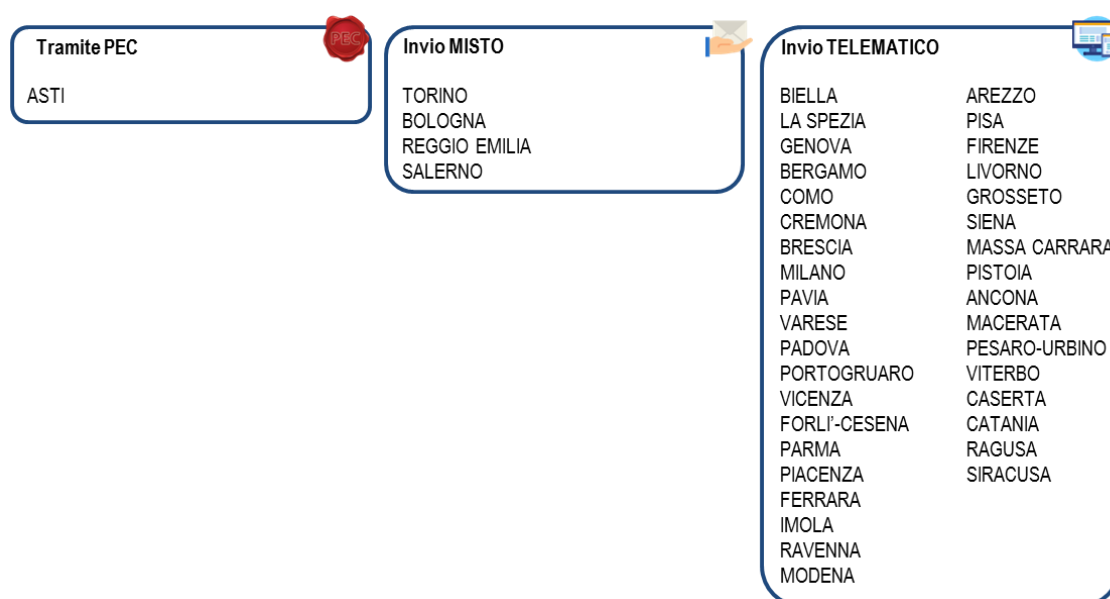 Tramite PEC
PEC
ASTI
Invio MISTO
TORINO
BOLOGNA
REGGIO EMILIA
SALERNO
Invio TELEMATICO
BIELLA
LA SPEZIA
GENOVA
BERGAMO
COMO
CREMONA
BRESCIA
MILANO
PAVIA
VARESE
PADOVA
PORTOGRUARO
VICENZA
FORLI'-CESENA
PARMA
PIACENZA
FERRARA
IMOLA
RAVENNA
MODENA
AREZZO
PISA
FIRENZE
LIVORNO
GROSSETO
SIENA
MASSA CARRARA
PISTOIA
ANCONA
MACERATA
PESARO-URBINO
VITERBO
CASERTA
CATANIA
RAGUSA
SIRACUSA